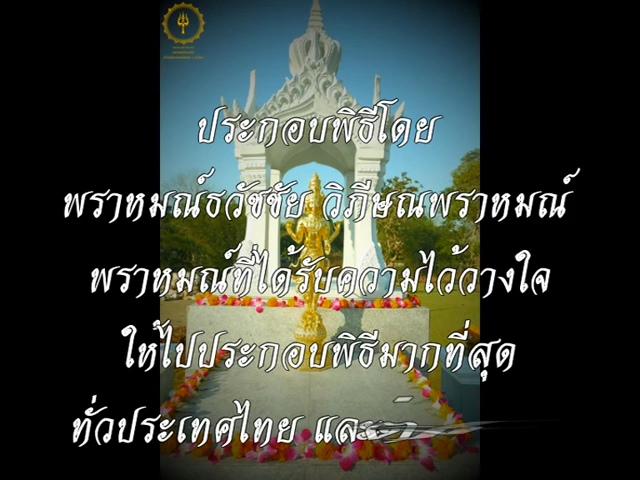 ประกอบพิธีโดย
พราหมณ์ธวัชชัย วิภีษณพราหมณ์
พราหมณ์ที่ได้รับความไว้วางใจ
ให้ไปประกอบพิธีมากที่สุด
ทั่วประเทศไทย และ